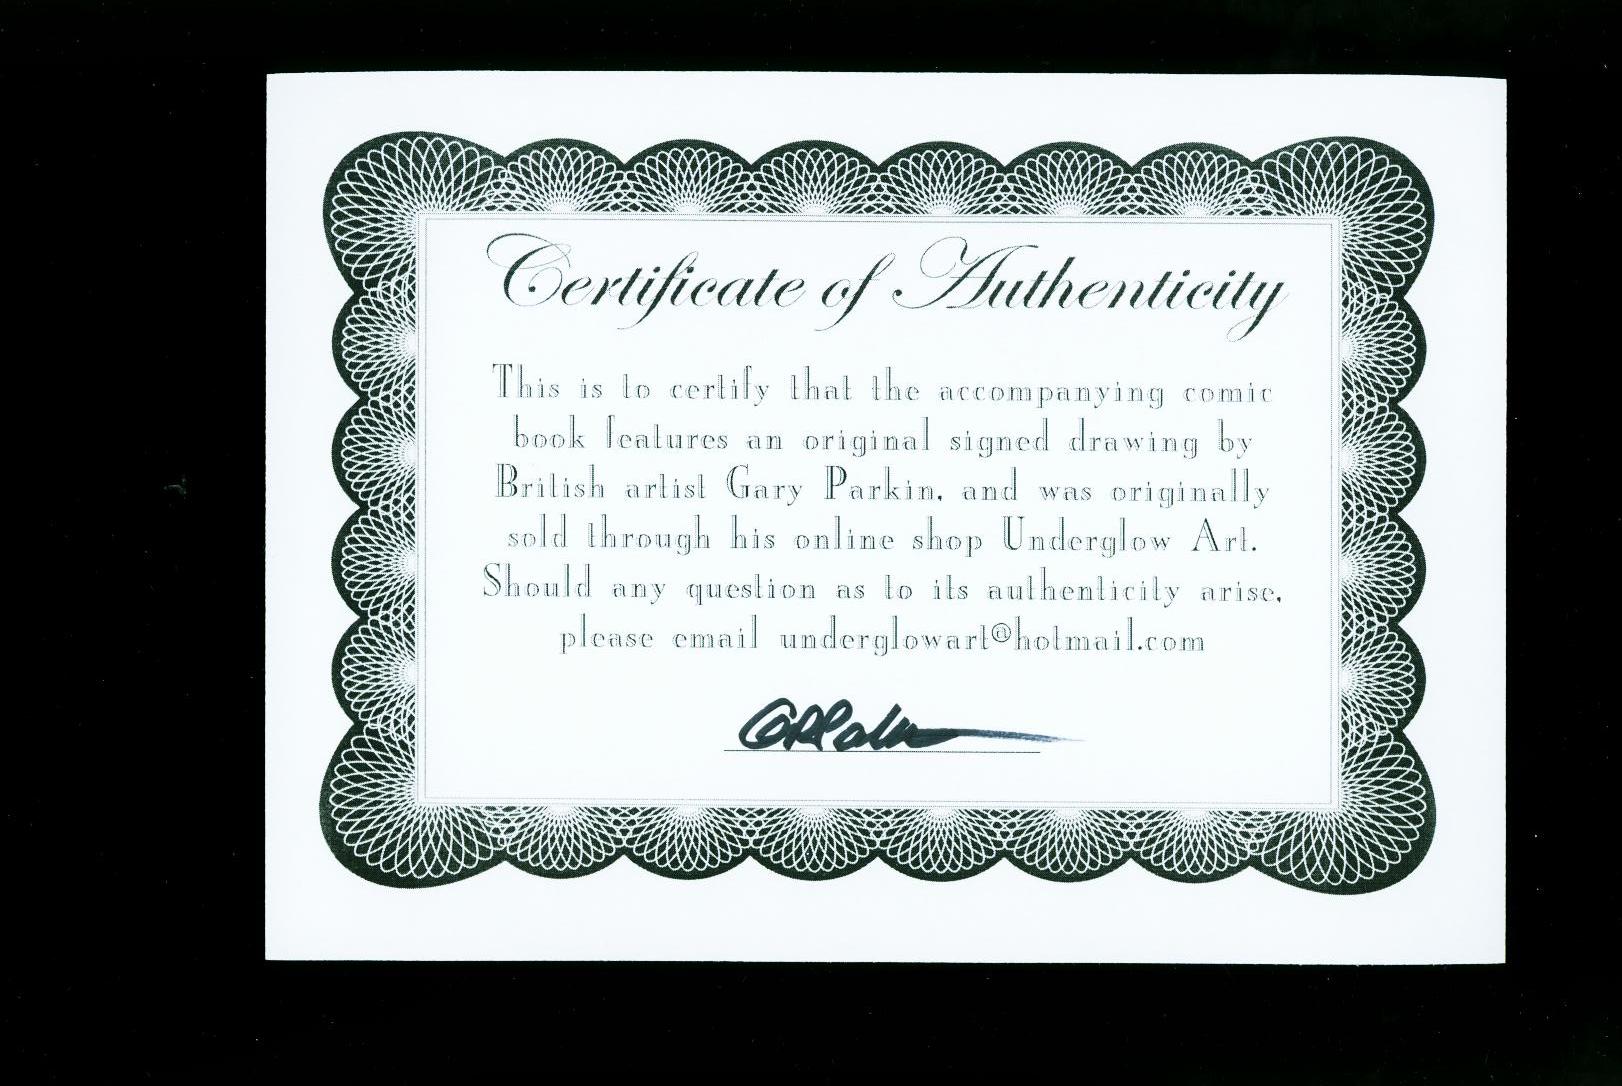 Certificate of Authenticity
This is to certify that the accompanying comic
book features an original signed drawing by
British artist Gary Parkin, and was originally
sold through his online shop Underglow Art.
Should any question as to its authenticity arise,
please email underglowart@hotmail.com